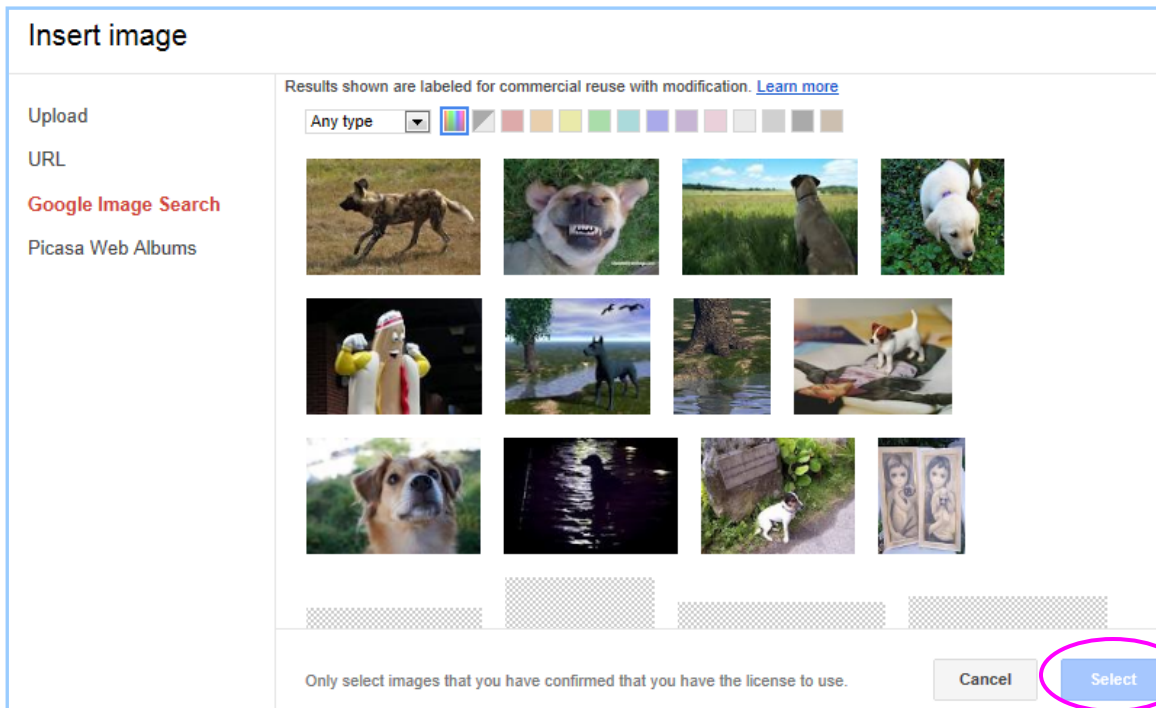 Insert image
Results shown are labeled for commercial reuse with modification. Learn more
Upload
Any type
URL
Google Image Search
Picasa Web Albums
Only select images that you have confirmed that you have the license to use.
Cancel
Select